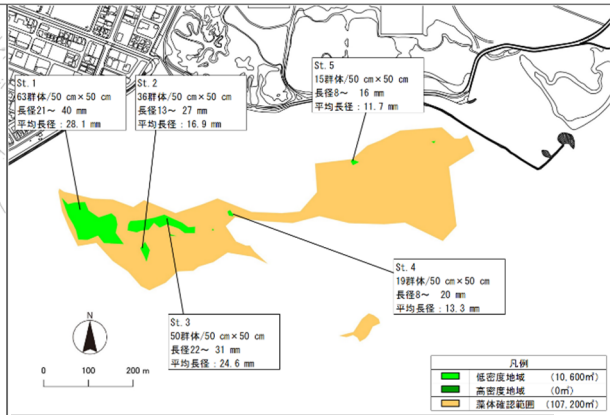 St. 1
63群体/50 cm×50 cm
長径21～ 40 mm
平均長径：28.1 mm
St. 2
36群体/50 cm×50 cm
長径13～ 27 mm
平均長径：16.9 mm
St. 5
15群体/50 cm×50 cm
長径8～ 16 mm
平均長径：11.7 mm
St. 4
19群体/50 cm×50 cm
長径8～ 20 mm
平均長径：13.3 mm
St. 3
50群体/50 cm×50 cm
長径22～ 31 mm
平均長径：24.6 mm
N
0 100 200 m
凡例
低密度地域 (10,600㎡)
高密度地域 (0㎡)
藻体確認範囲 (107,200㎡)